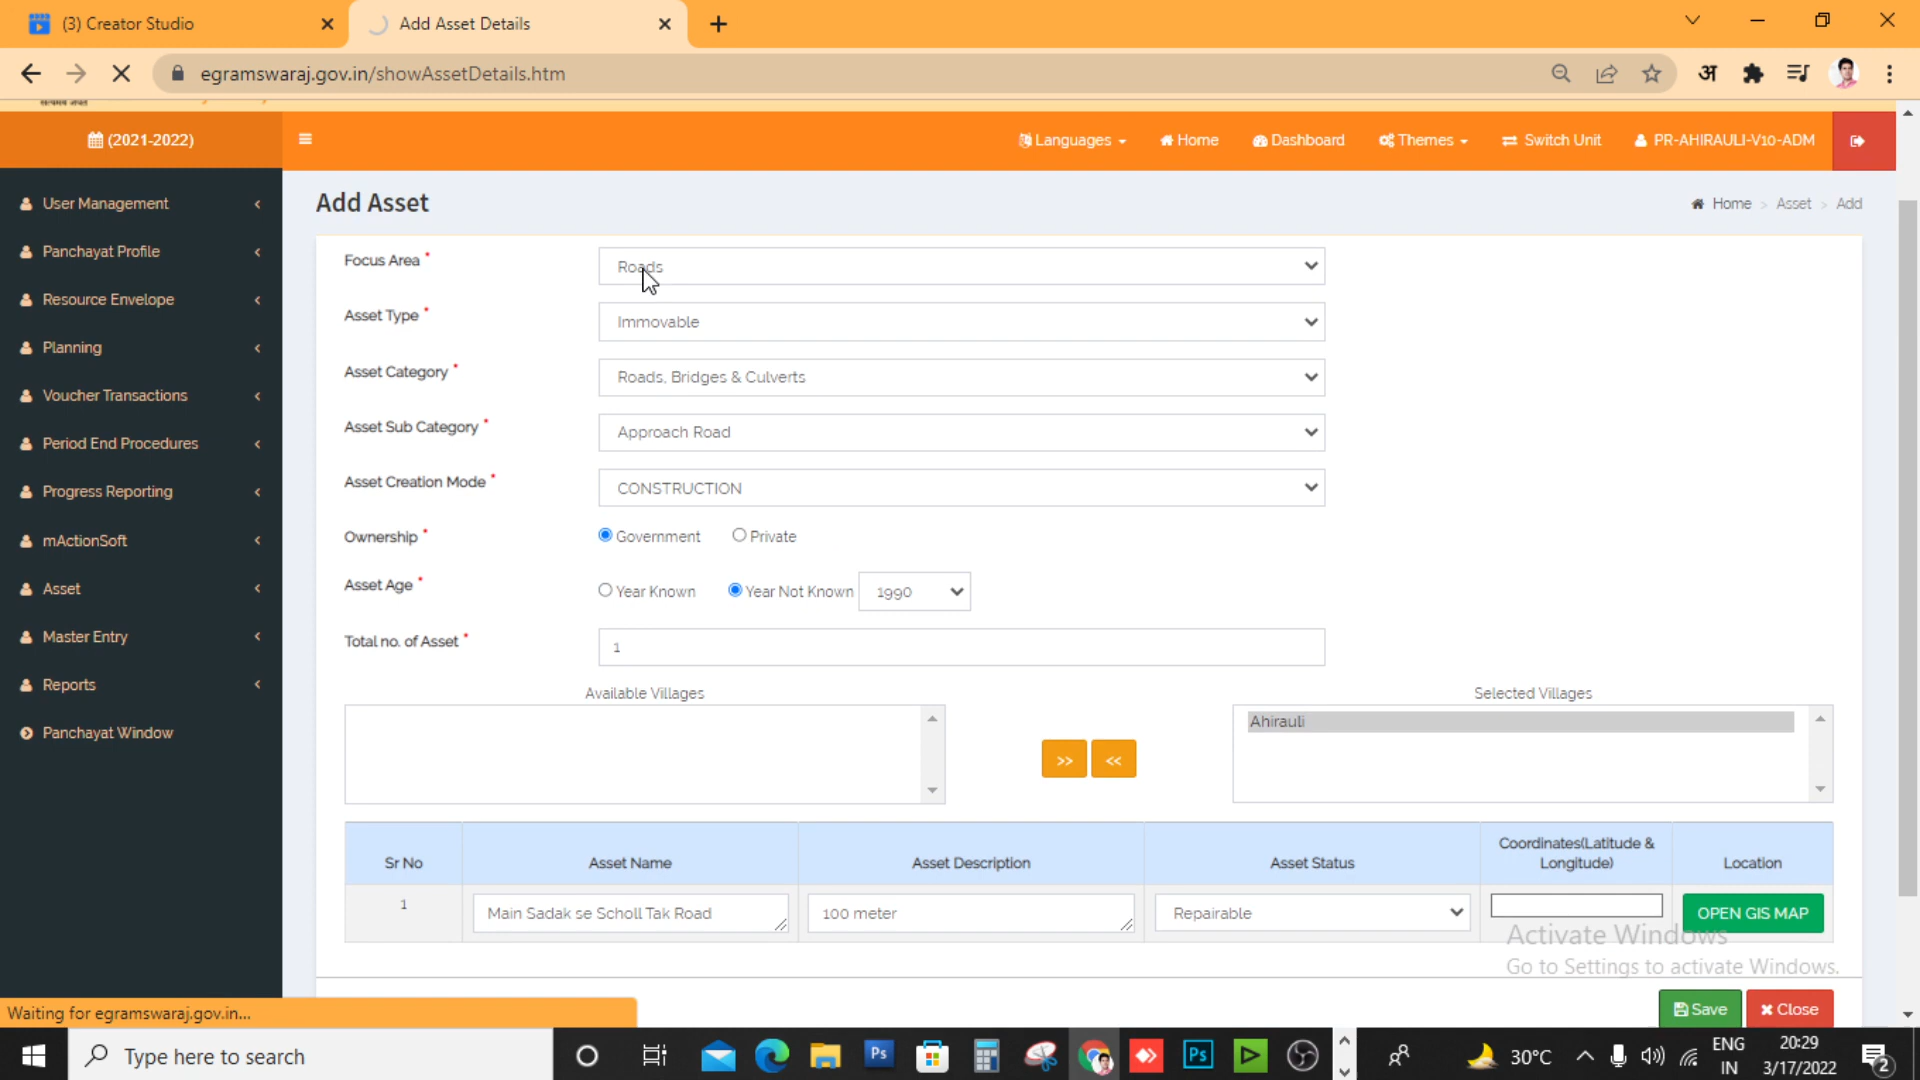 (3) Creator Studio
Add Asset Details
egramswaraj.gov.in/showAssetDetails.htm
अ
(2021-2022)
Languages
Home
Dashboard
Themes
Switch Unit
PR-AHIRAULI-V10-ADM
User Management
Panchayat Profile
Resource Envelope
Planning
Voucher Transactions
Period End Procedures
Progress Reporting
mActionSoft
Asset
Master Entry
Reports
Panchayat Window
Add Asset
Home > Asset > Add
Focus Area *
Roads
Asset Type *
Immovable
Asset Category *
Roads, Bridges & Culverts
Asset Sub Category *
Approach Road
Asset Creation Mode *
CONSTRUCTION
Ownership *
Government
Private
Asset Age *
Year Known
Year Not Known
1990
Total no. of Asset *
1
Available Villages
Selected Villages
Ahirauli
>>
<<
Sr No
Asset Name
Asset Description
Asset Status
Coordinates(Latitude &
Longitude)
Location
1
Main Sadak se Scholl Tak Road
100 meter
Repairable
OPEN GIS MAP
Activate Windows
Go to Settings to activate Windows.
Save
Close
Waiting for egramswaraj.gov.in...
Type here to search
Ps
Ps
30°C
ENG
IN
20:29
3/17/2022
2